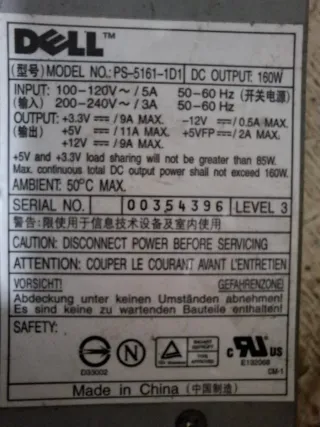 DELL™
(型号) MODEL NO.: PS-5161-1D1 DC OUTPUT: 160W
INPUT: 100-120V～/5A 50-60 Hz (开关电源)
(输入) 200-240V～/3A 50-60 Hz
OUTPUT: +3.3V ⎓/9A MAX. -12V ⎓/0.5A MAX.
(输出) +5V ⎓/11A MAX. +5VFP ⎓/2A MAX.
+12V ⎓/9A MAX.
+5V and +3.3V load sharing will not be greater than 85W.
Max. continuous total DC output power shall not exceed 160W.
AMBIENT: 50°C MAX.
SERIAL NO. 00354396 LEVEL 3
警告:限使用于信息技术设备及室内使用
CAUTION: DISCONNECT POWER BEFORE SERVICING
ATTENTION: COUPER LE COURANT AVANT L'ENTRETIEN
VORSICHT! GEFAHRENZONE!
Abdeckung unter keinen Umständen abnehmen!
Es sind keine zu wartenden Bauteile enthalten!
SAFETY:
D33002
N
c RU us
E132068
CM-1
Made in China (中国制造)